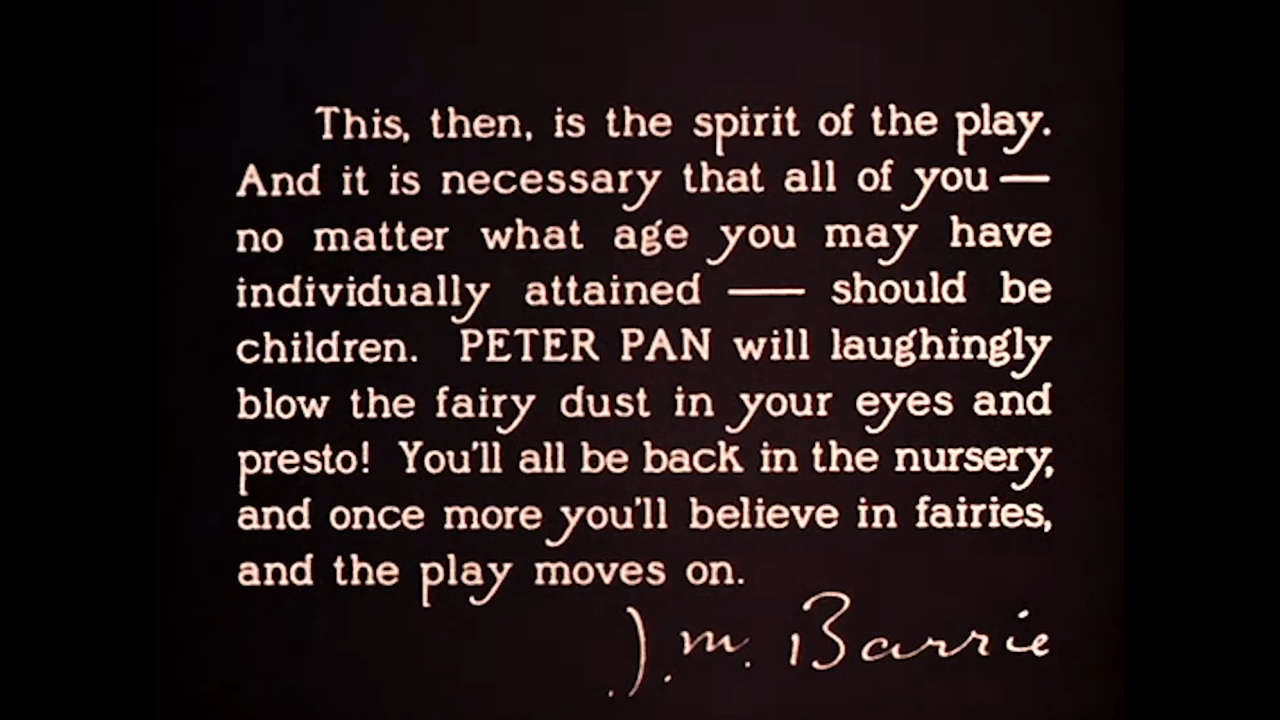 This, then, is the spirit of the play.
And it is necessary that all of you —
no matter what age you may have
individually attained — should be
children. PETER PAN will laughingly
blow the fairy dust in your eyes and
presto! You'll all be back in the nursery,
and once more you'll believe in fairies,
and the play moves on.
J. M. Barrie